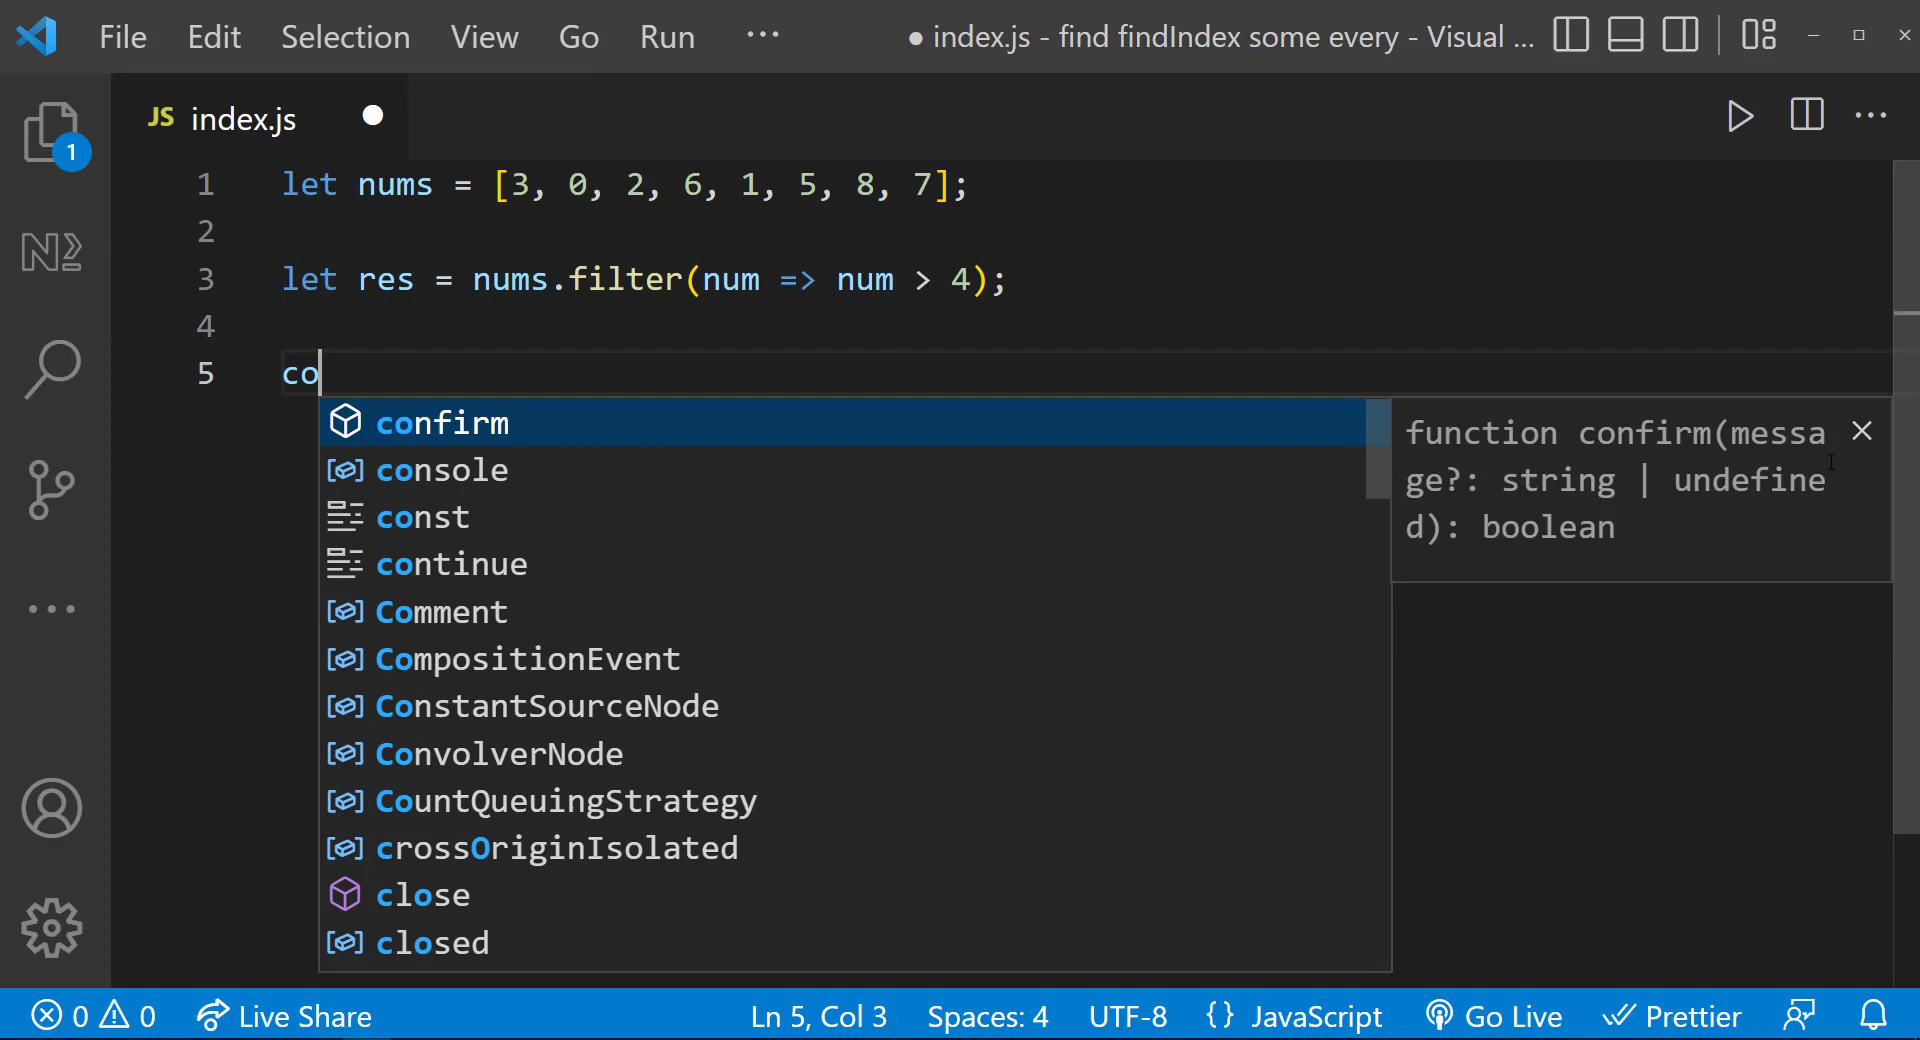 File Edit Selection View Go Run ··· ● index.js - find findIndex some every - Visual ...
JS index.js ●
1
1 let nums = [3, 0, 2, 6, 1, 5, 8, 7];
2
3 let res = nums.filter(num => num > 4);
4
5 co
confirm
console
const
continue
Comment
CompositionEvent
ConstantSourceNode
ConvolverNode
CountQueuingStrategy
crossOriginIsolated
close
closed
function confirm(messa
ge?: string | undefine
d): boolean
0 0 Live Share Ln 5, Col 3 Spaces: 4 UTF-8 {} JavaScript Go Live Prettier